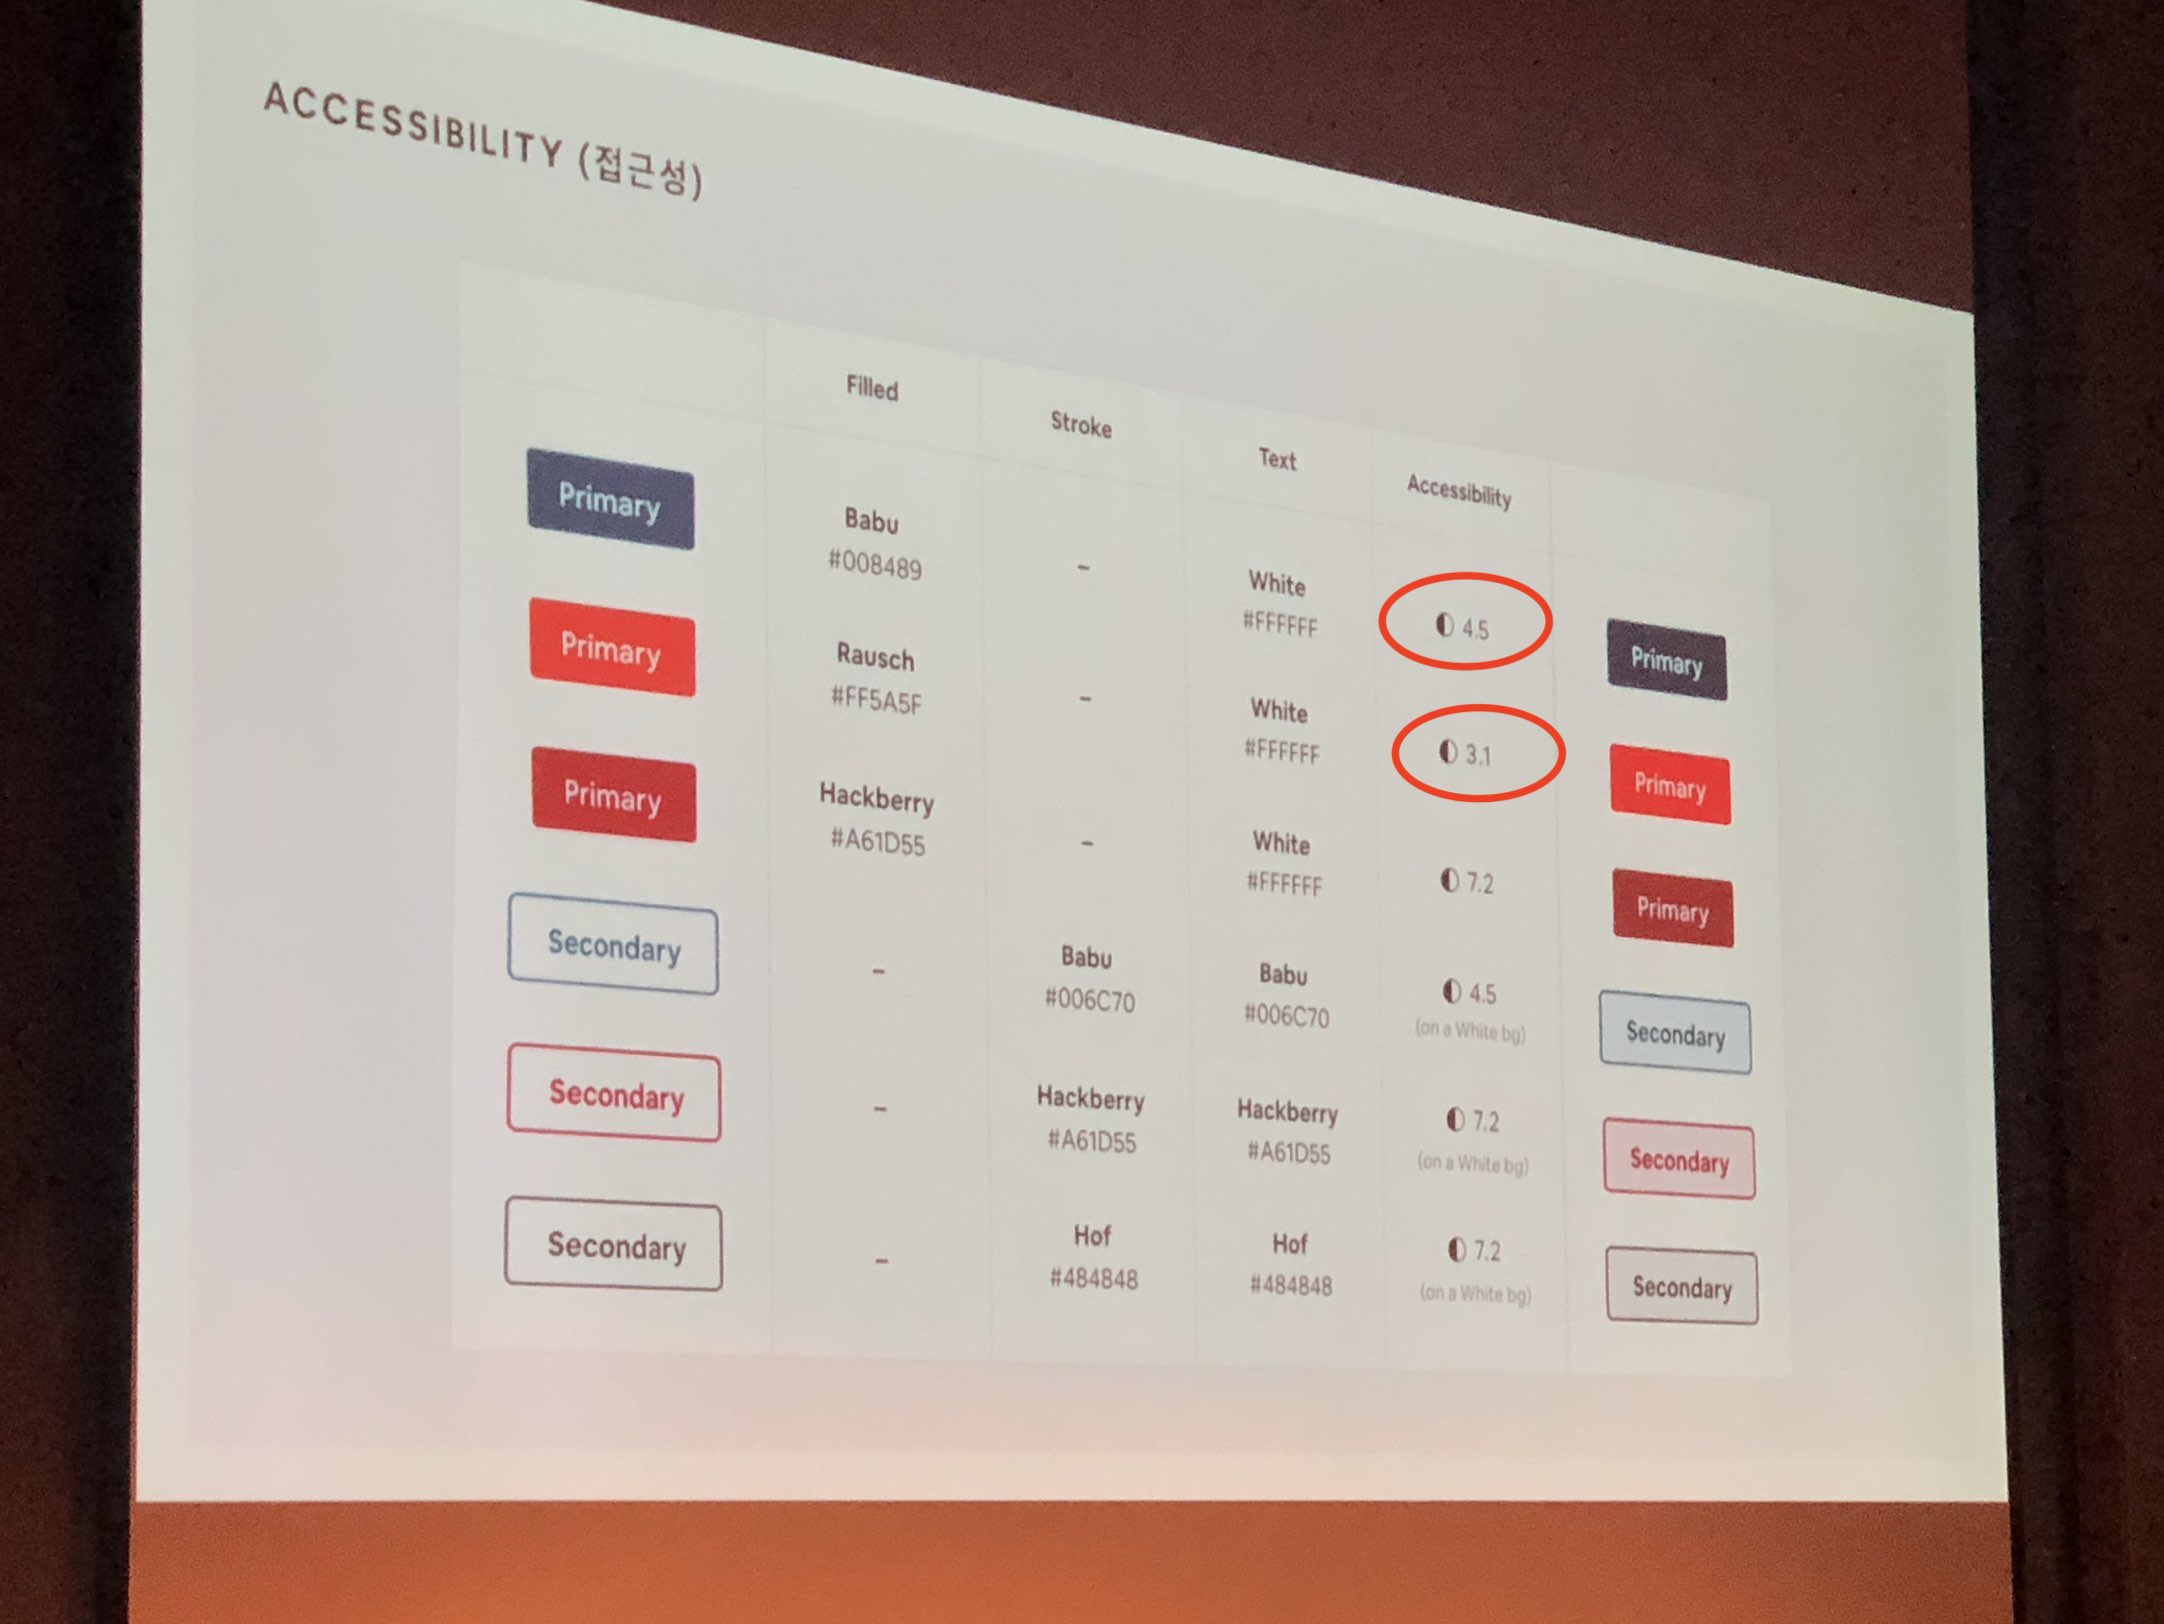 ACCESSIBILITY (접근성)
Filled
Stroke
Text
Accessibility
Primary
Babu
#008489
–
White
#FFFFFF
4.5
Primary
Primary
Rausch
#FF5A5F
–
White
#FFFFFF
3.1
Primary
Primary
Hackberry
#A61D55
–
White
#FFFFFF
7.2
Primary
Secondary
–
Babu
#006C70
Babu
#006C70
4.5
(on a White bg)
Secondary
Secondary
–
Hackberry
#A61D55
Hackberry
#A61D55
7.2
(on a White bg)
Secondary
Secondary
–
Hof
#484848
Hof
#484848
7.2
(on a White bg)
Secondary